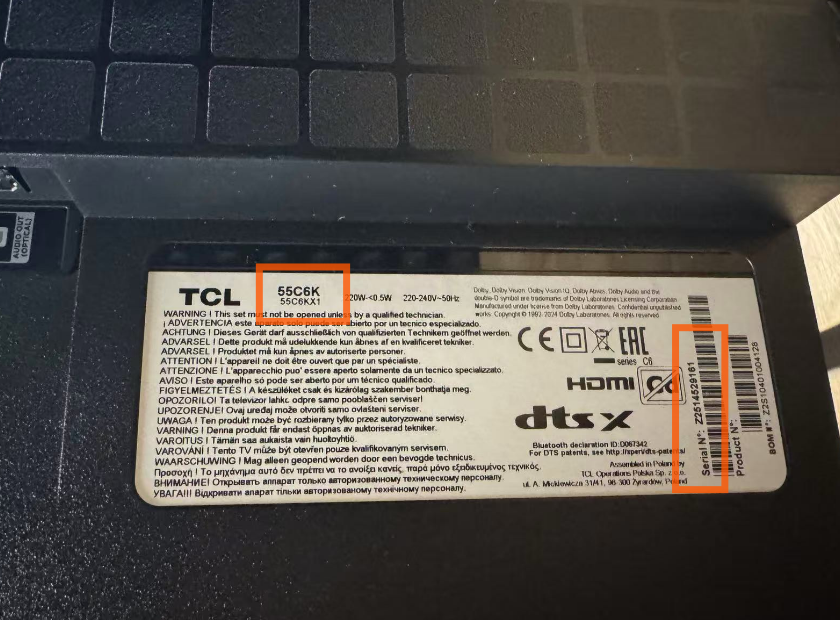 AUDIO OUT
(OPTICAL)
TCL
55C6K
55C6KX1
220W-<0.5W 220-240V~50Hz
Dolby, Dolby Vision, Dolby Vision IQ, Dolby Atmos, Dolby Audio and the
double-D symbol are trademarks of Dolby Laboratories Licensing Corporation
Manufactured under license from Dolby Laboratories. Confidential unpublished
works. Copyright © 1992-2024 Dolby Laboratories. All rights reserved.
WARNING ! This set must not be opened unless by a qualified technician.
¡ ADVERTENCIA este aparato solo puede ser abierto por un tecnico especializado.
ACHTUNG ! Dieses Gerät darf ausschließlich von qualifizierten Technikern geöffnet werden.
ADVARSEL ! Dette produkt må udelukkende kun åbnes af en kvalificeret tekniker.
ADVARSEL ! Produktet må kun åpnes av autoriserte personer.
ATTENTION ! L'appareil ne doit être ouvert que par un spécialiste.
ATTENZIONE ! L'apparecchio puo' essere aperto solamente da un tecnico specializzato.
AVISO ! Este aparelho só pode ser aberto por um técnico qualificado.
FIGYELMEZTETÉS ! A készüléket csak és kizárólag szakember bonthatja meg.
OPOZORILO! Ta televizor lahko odpre samo pooblaščen serviser!
UPOZORENJE! Ovaj uređaj može otvoriti samo ovlašteni serviser.
UWAGA ! Ten produkt może być rozbierany tylko przez autoryzowane serwisy.
VARNING ! Denna produkt får endast öppnas av auktoriserad tekniker.
VAROITUS ! Tämän saa aukaista vain huoltoyhtiö.
VAROVÁNÍ ! Tento TV může být otevřen pouze kvalifikovaným servisem.
WAARSCHUWING ! Mag alleen geopend worden door een bevoegde technicus.
Προσοχή ! Το μηχάνημα αυτό δεν πρέπει να το ανοίξει κανείς, παρά μόνο εξειδικευμένος τεχνικός.
ВНИМАНИЕ! Открывать аппарат только авторизованному техническому персоналу.
УВАГА!!! Відкривати апарат тільки авторизованому технічному персоналу.
CE
EAC
series C6
HDMI
dts X
Bluetooth declaration ID:D067342
For DTS patents, see http://xperi/dts-patents/
Assembled in Poland by
TCL Operations Polska Sp. z o.
ul. A. Mickiewicza 31/41, 96-300 Żyrardów, Poland
Serial N°: Z2514529161
Product N°:
BOM N°: Z2S10401004128